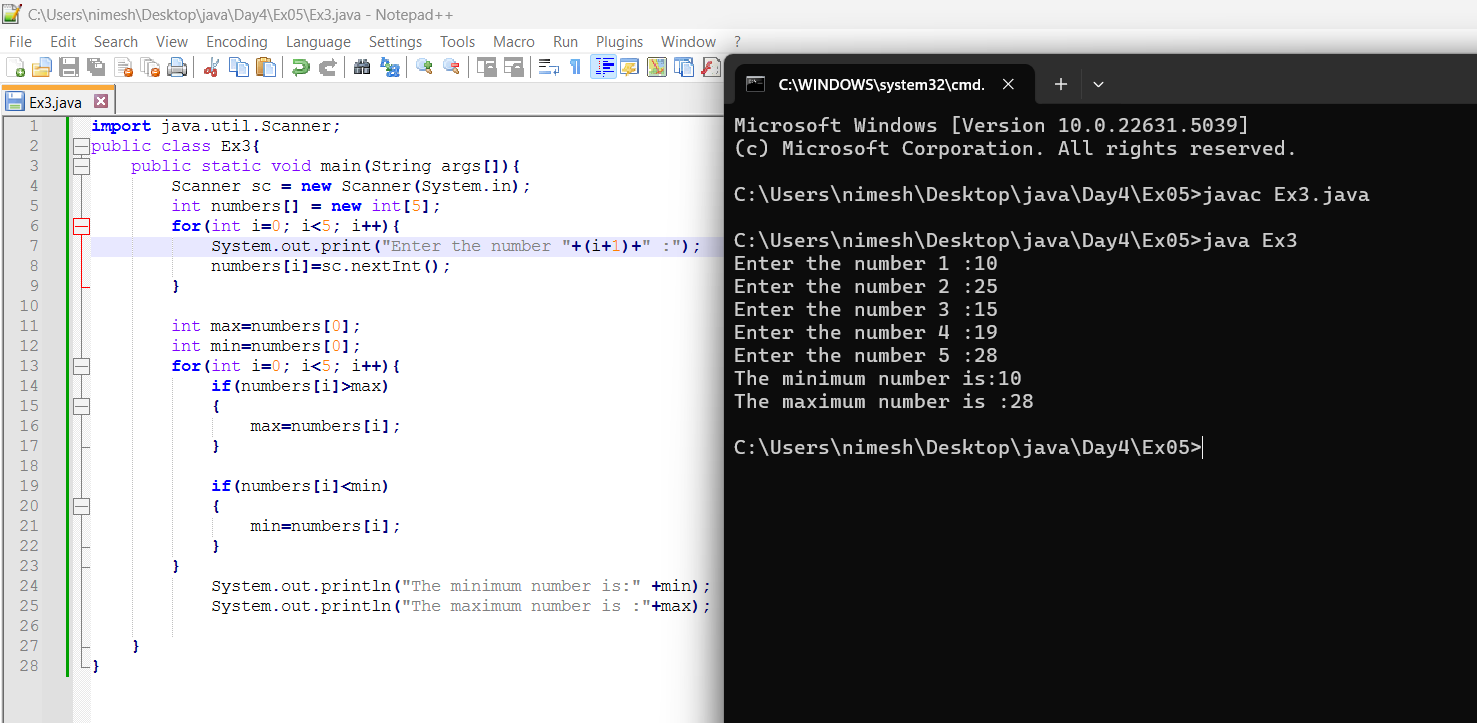 C:\Users\nimesh\Desktop\java\Day4\Ex05\Ex3.java - Notepad++
File Edit Search View Encoding Language Settings Tools Macro Run Plugins Window ?
Ex3.java
1 import java.util.Scanner;
2 public class Ex3{
3 public static void main(String args[]){
4 Scanner sc = new Scanner(System.in);
5 int numbers[] = new int[5];
6 for(int i=0; i<5; i++){
7 System.out.print("Enter the number "+(i+1)+" :");
8 numbers[i]=sc.nextInt();
9 }
10
11 int max=numbers[0];
12 int min=numbers[0];
13 for(int i=0; i<5; i++){
14 if(numbers[i]>max)
15 {
16 max=numbers[i];
17 }
18
19 if(numbers[i]<min)
20 {
21 min=numbers[i];
22 }
23 }
24 System.out.println("The minimum number is:" +min);
25 System.out.println("The maximum number is :"+max);
26
27 }
28 }
C:\WINDOWS\system32\cmd.
Microsoft Windows [Version 10.0.22631.5039]
(c) Microsoft Corporation. All rights reserved.
C:\Users\nimesh\Desktop\java\Day4\Ex05>javac Ex3.java
C:\Users\nimesh\Desktop\java\Day4\Ex05>java Ex3
Enter the number 1 :10
Enter the number 2 :25
Enter the number 3 :15
Enter the number 4 :19
Enter the number 5 :28
The minimum number is:10
The maximum number is :28
C:\Users\nimesh\Desktop\java\Day4\Ex05>